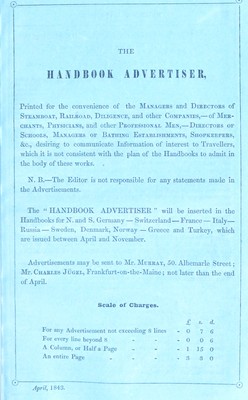 THE
HANDBOOK ADVERTISER,
Printed for the convenience of the MANAGERS and DIRECTORS of
STEAMBOAT, RAILROAD, DILIGENCE, and other COMPANIES,—of MER-
CHANTS, PHYSICIANS, and other PROFESSIONAL MEN,—DIRECTORS OF
SCHOOLS, MANAGERS OF BATHING ESTABLISHMENTS, SHOPKEEPERS,
&c., desiring to communicate Information of interest to Travellers,
which it is not consistent with the plan of the Handbooks to admit in
the body of these works.
N. B.—The Editor is not responsible for any statements made in
the Advertisements.
The "HANDBOOK ADVERTISER" will be inserted in the
Handbooks for N. and S. Germany — Switzerland — France — Italy —
Russia — Sweden, Denmark, Norway — Greece and Turkey, which
are issued between April and November.
Advertisements may be sent to Mr. MURRAY, 50. Albemarle Street;
Mr. CHARLES JÜGEL, Frankfurt-on-the-Maine; not later than the end
of April.
Scale of Charges.
£ s. d.
For any Advertisement not exceeding 8 lines - 0 7 6
For every line beyond 8 - - - 0 0 6
A Column, or Half a Page - - - 1 12 0
An entire Page - - - - 3 3 0
April, 1843.